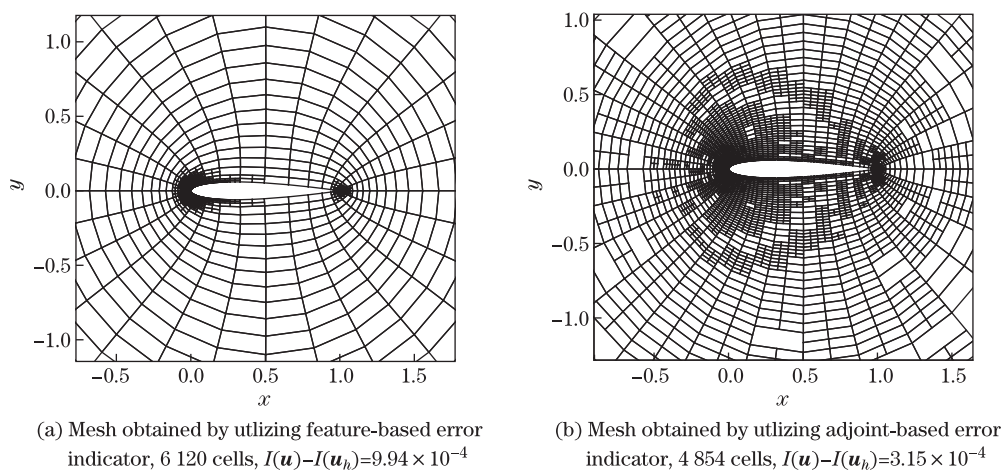 1.0
0.5
0.0
−0.5
−1.0
y
−0.5
0.0
0.5
1.0
1.5
x
1.0
0.5
0.0
−0.5
−1.0
y
−0.5
0.0
0.5
1.0
1.5
x
(a) Mesh obtained by utlizing feature-based error
indicator, 6 120 cells, I(u)−I(u_h)=9.94 × 10⁻⁴
(b) Mesh obtained by utlizing adjoint-based error
indicator, 4 854 cells, I(u)−I(u_h)=3.15 × 10⁻⁴